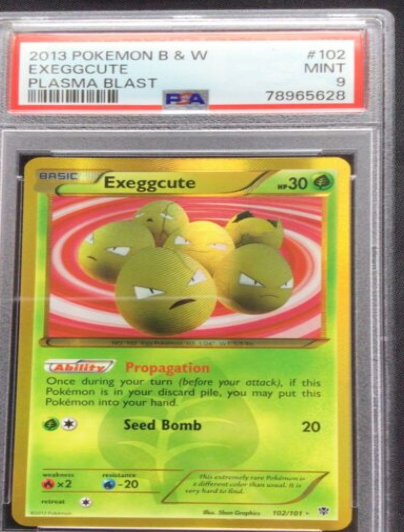 2013 POKEMON B & W #102
EXEGGCUTE MINT
PLASMA BLAST 9
PSA 78965628
BASIC Exeggcute HP30
Ability Propagation
Once during your turn (before your attack), if this
Pokémon is in your discard pile, you may put this
Pokémon into your hand.
Seed Bomb 20
weakness resistance
×2 -20
retreat
This extremely rare Pokémon is
a different color than usual. It is
very hard to find.
Illus. 5ban Graphics 102/101
©2013 Pokémon